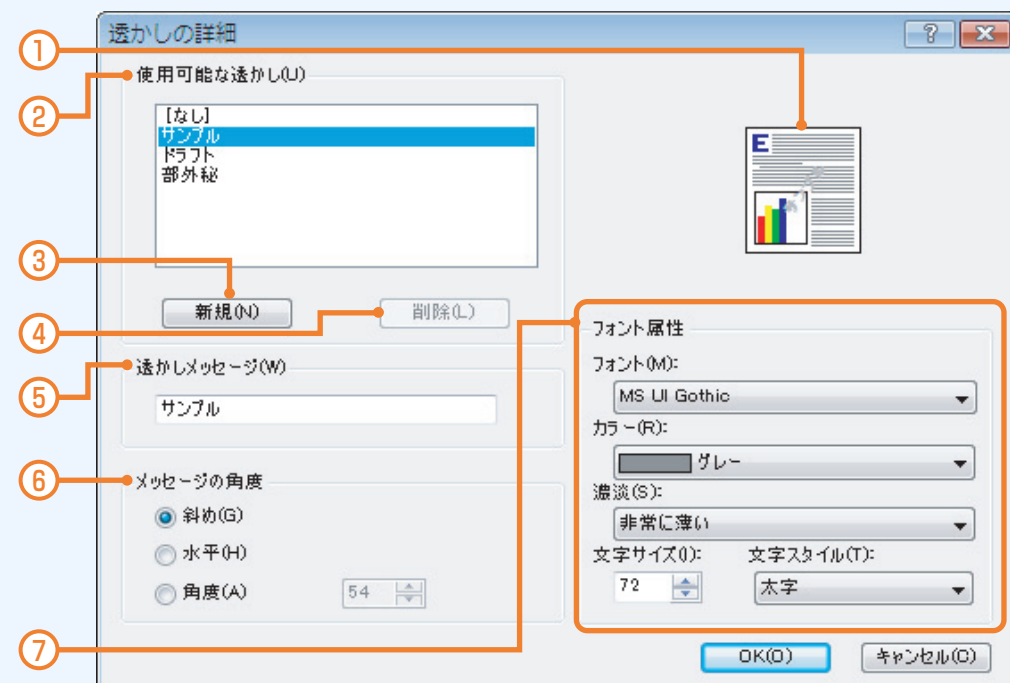 透かしの詳細
?
①
② 使用可能な透かし(U)
[なし]
サンプル
ドラフト
部外秘
E
③ 新規(N)
④ 削除(L)
⑤ 透かしメッセージ(W)
サンプル
⑥ メッセージの角度
斜め(G)
水平(H)
角度(A) 54
⑦ フォント属性
フォント(M):
MS UI Gothic
カラー(R):
グレー
濃淡(S):
非常に薄い
文字サイズ(I): 文字スタイル(T):
72 太字
OK(O) キャンセル(C)